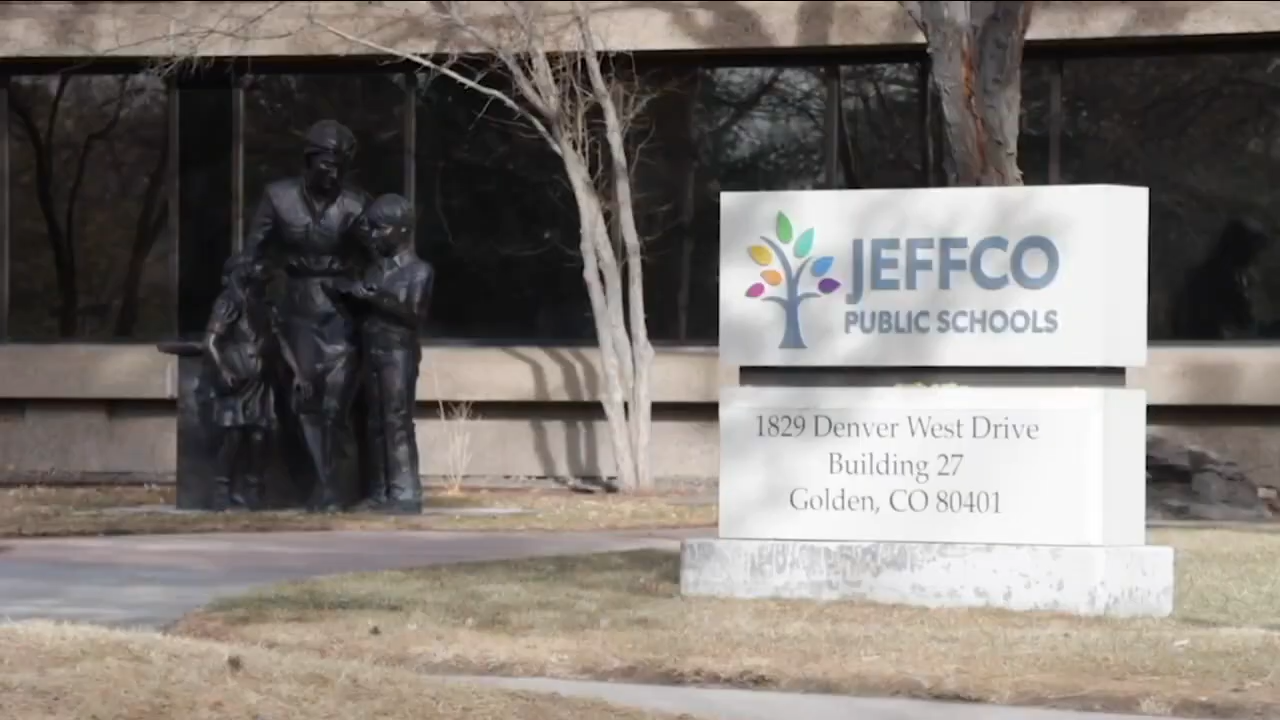 JEFFCO
PUBLIC SCHOOLS
1829 Denver West Drive
Building 27
Golden, CO 80401